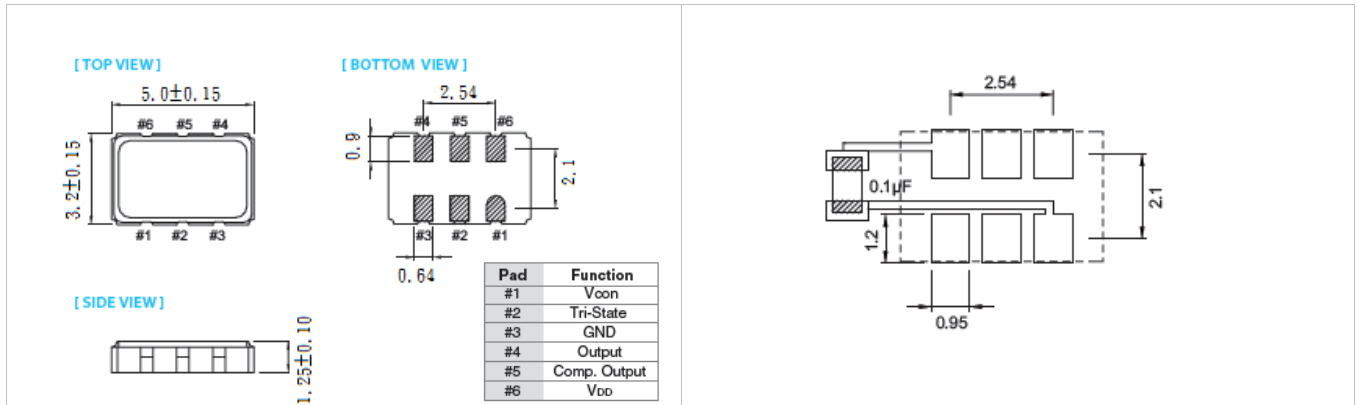 [ TOP VIEW ]
5.0±0.15
#6 #5 #4
3.2±0.15
#1 #2 #3
[ BOTTOM VIEW ]
2.54
#4 #5 #6
0.9
2.1
#3 #2 #1
0.64
[ SIDE VIEW ]
1.25±0.10
Pad Function
#1 Vcon
#2 Tri-State
#3 GND
#4 Output
#5 Comp. Output
#6 VDD
2.54
0.1µF
2.1
1.2
0.95